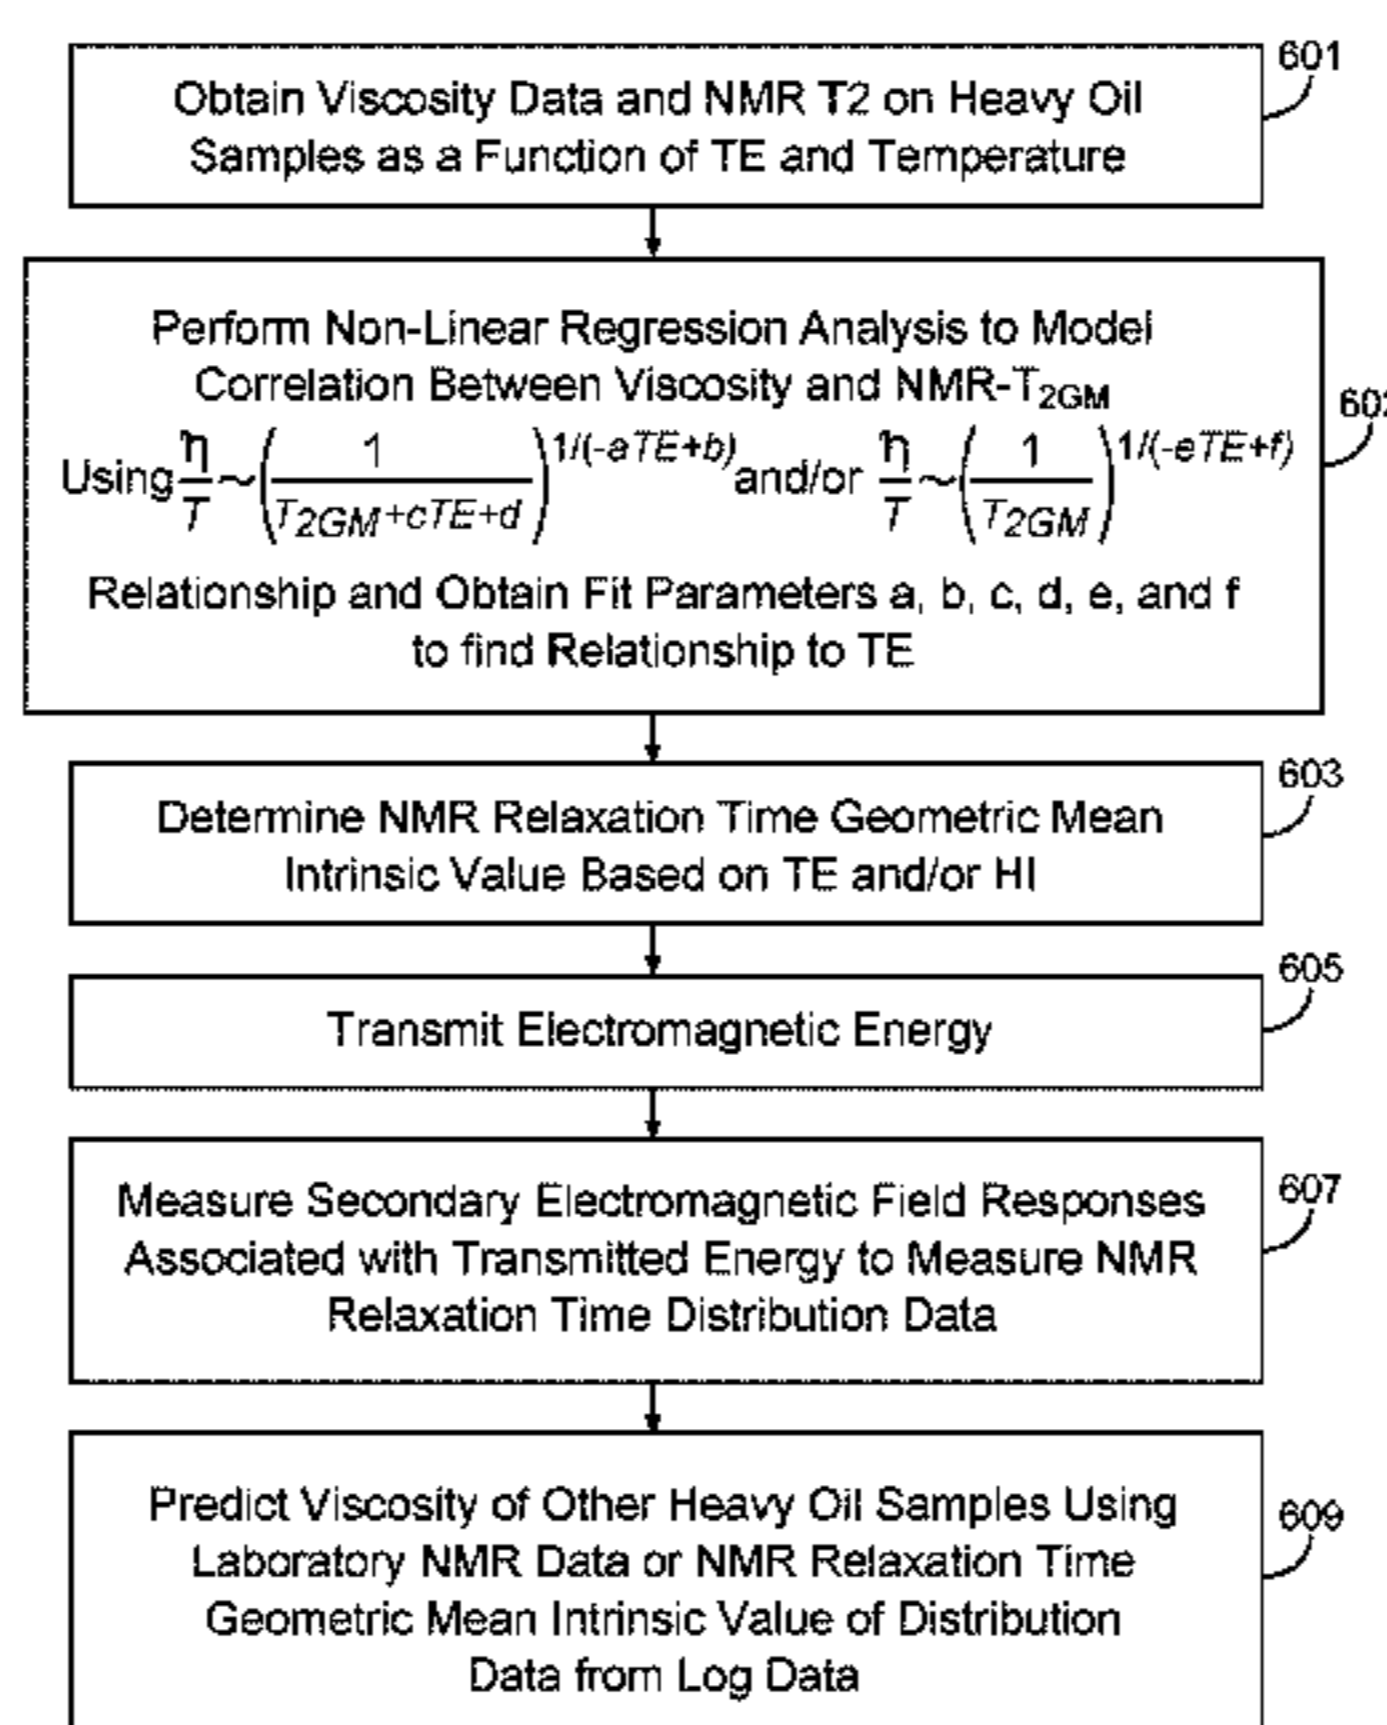 601
Obtain Viscosity Data and NMR T2 on Heavy Oil
Samples as a Function of TE and Temperature
Perform Non-Linear Regression Analysis to Model
Correlation Between Viscosity and NMR-T2GM
602
Using η/T ~ (1/(T2GM+cTE+d))^1/(-aTE+b) and/or η/T ~ (1/T2GM)^1/(-eTE+f)
Relationship and Obtain Fit Parameters a, b, c, d, e, and f
to find Relationship to TE
603
Determine NMR Relaxation Time Geometric Mean
Intrinsic Value Based on TE and/or HI
605
Transmit Electromagnetic Energy
607
Measure Secondary Electromagnetic Field Responses
Associated with Transmitted Energy to Measure NMR
Relaxation Time Distribution Data
609
Predict Viscosity of Other Heavy Oil Samples Using
Laboratory NMR Data or NMR Relaxation Time
Geometric Mean Intrinsic Value of Distribution
Data from Log Data